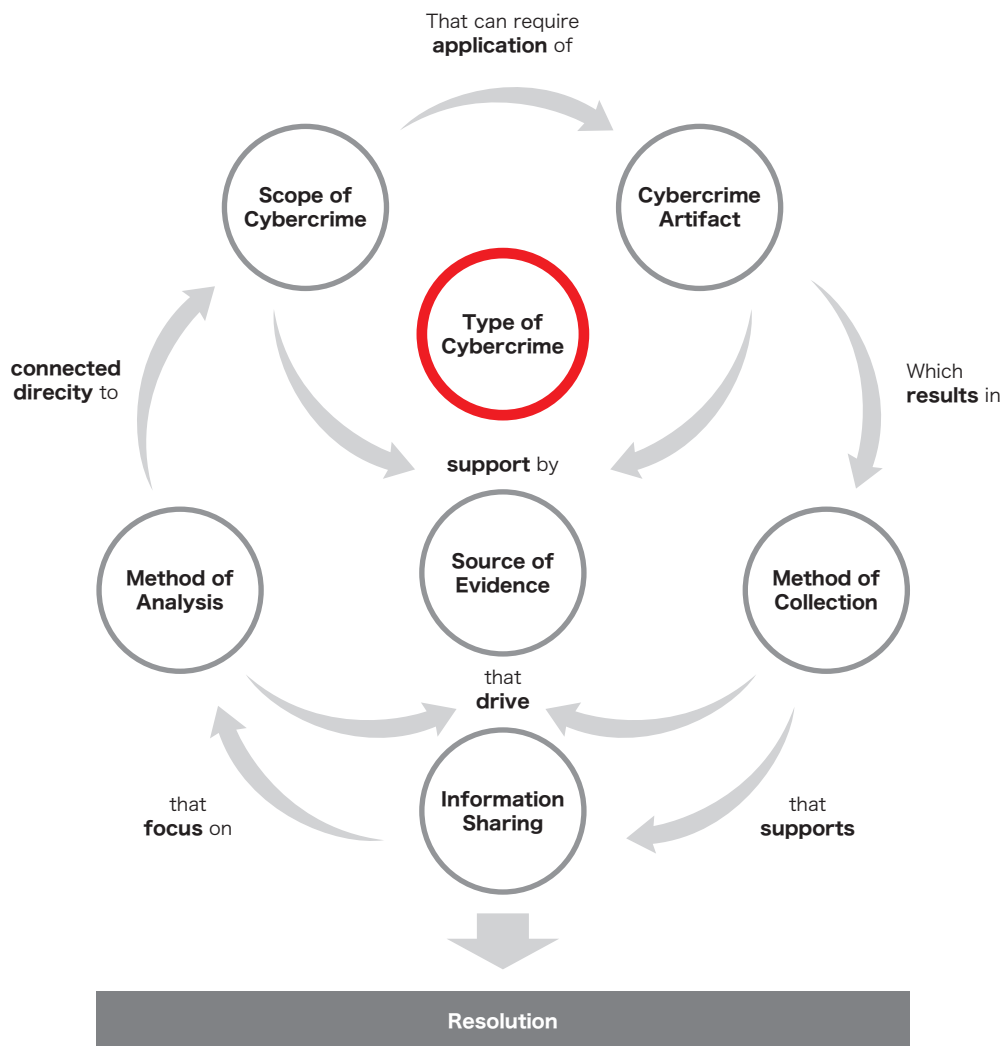 That can require
application of
Scope of
Cybercrime
Cybercrime
Artifact
Type of
Cybercrime
connected
direcity to
Which
results in
support by
Method of
Analysis
Source of
Evidence
Method of
Collection
that
drive
Information
Sharing
that
focus on
that
supports
Resolution